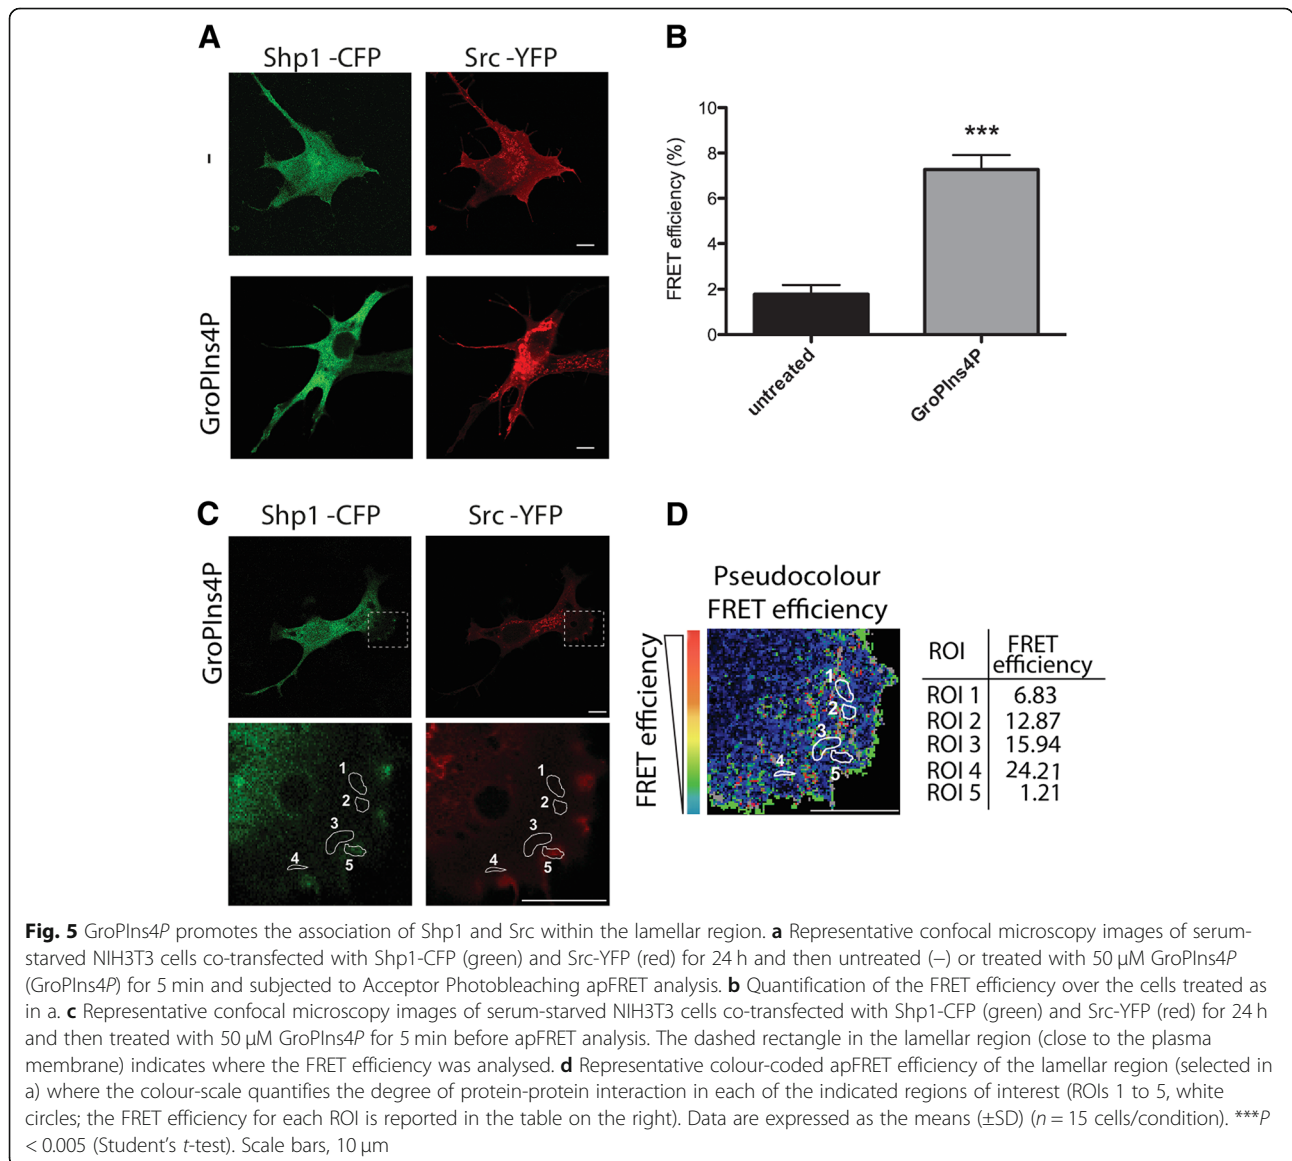 A
B
Shp1 -CFP
Src -YFP
-
GroPIns4P
FRET efficiency (%)
10
8
6
4
2
0
***
untreated
GroPIns4P
C
D
Shp1 -CFP
Src -YFP
GroPIns4P
1
2
3
4
5
1
2
3
4
5
Pseudocolour
FRET efficiency
FRET efficiency
1
2
3
4
5
ROI
FRET
efficiency
ROI 1 6.83
ROI 2 12.87
ROI 3 15.94
ROI 4 24.21
ROI 5 1.21
Fig. 5 GroPIns4P promotes the association of Shp1 and Src within the lamellar region. a Representative confocal microscopy images of serum-
starved NIH3T3 cells co-transfected with Shp1-CFP (green) and Src-YFP (red) for 24 h and then untreated (−) or treated with 50 μM GroPIns4P
(GroPIns4P) for 5 min and subjected to Acceptor Photobleaching apFRET analysis. b Quantification of the FRET efficiency over the cells treated as
in a. c Representative confocal microscopy images of serum-starved NIH3T3 cells co-transfected with Shp1-CFP (green) and Src-YFP (red) for 24 h
and then treated with 50 μM GroPIns4P for 5 min before apFRET analysis. The dashed rectangle in the lamellar region (close to the plasma
membrane) indicates where the FRET efficiency was analysed. d Representative colour-coded apFRET efficiency of the lamellar region (selected in
a) where the colour-scale quantifies the degree of protein-protein interaction in each of the indicated regions of interest (ROIs 1 to 5, white
circles; the FRET efficiency for each ROI is reported in the table on the right). Data are expressed as the means (±SD) (n = 15 cells/condition). ***P
< 0.005 (Student's t-test). Scale bars, 10 μm